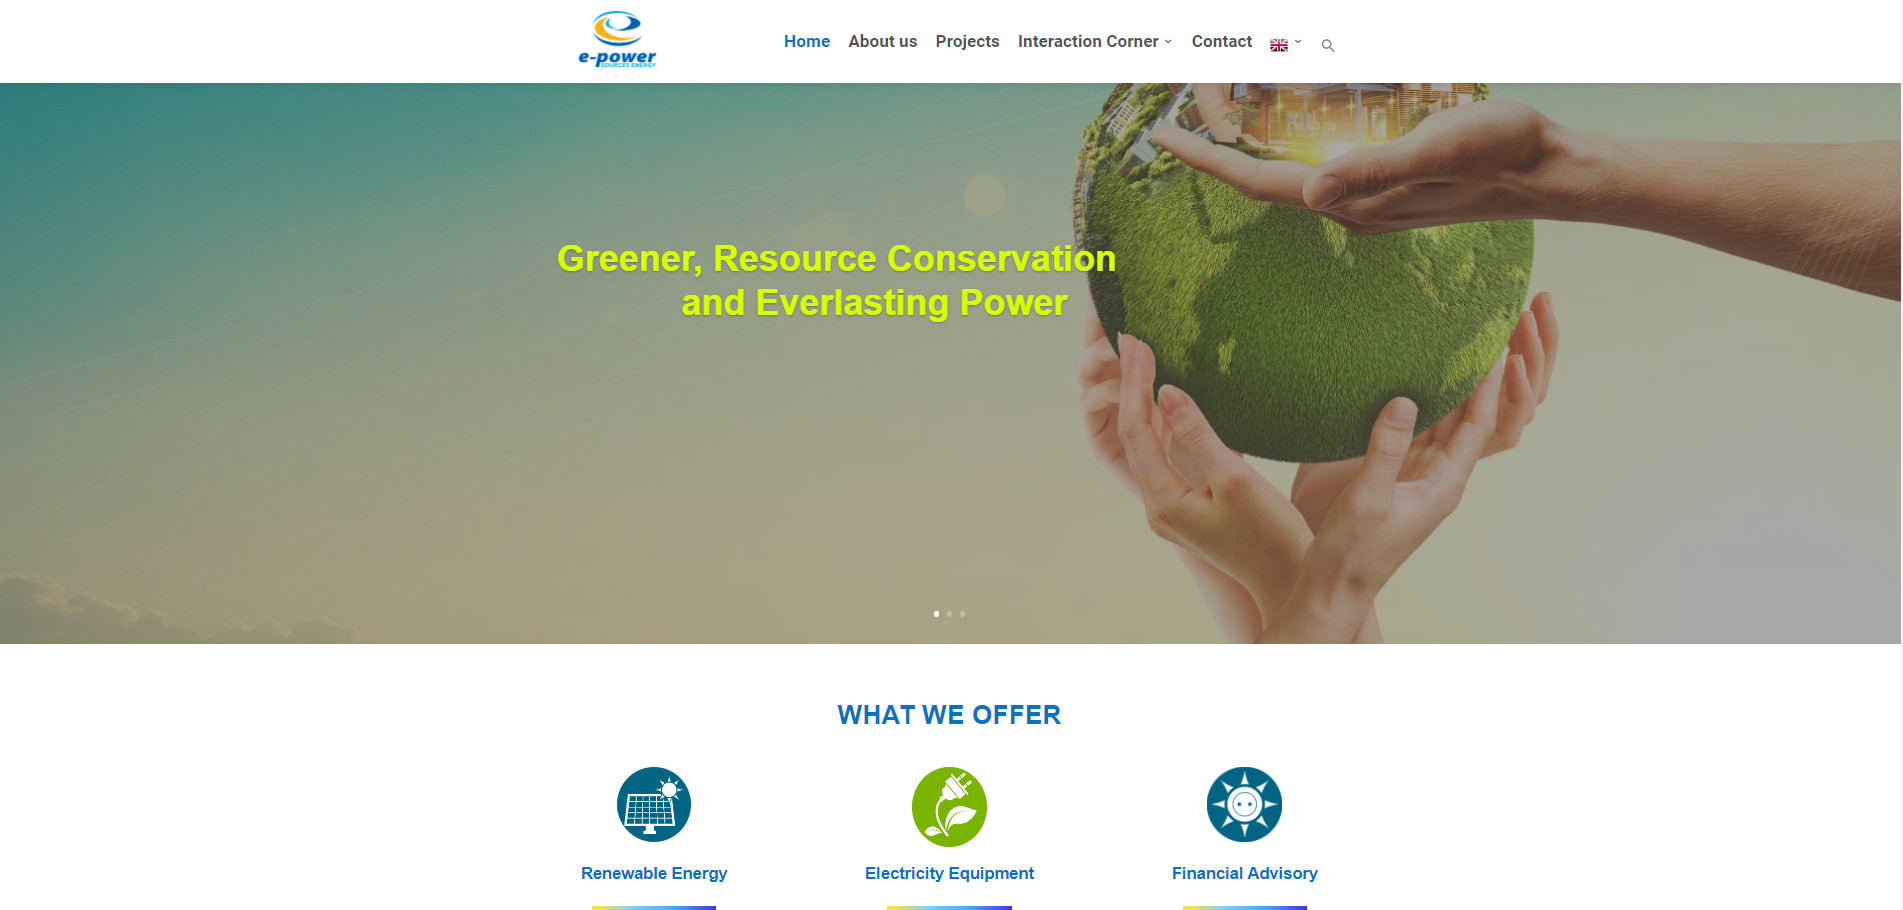 e-power
SOURCES ENERGY
Home About us Projects Interaction Corner Contact
Greener, Resource Conservation
and Everlasting Power
WHAT WE OFFER
Renewable Energy Electricity Equipment Financial Advisory